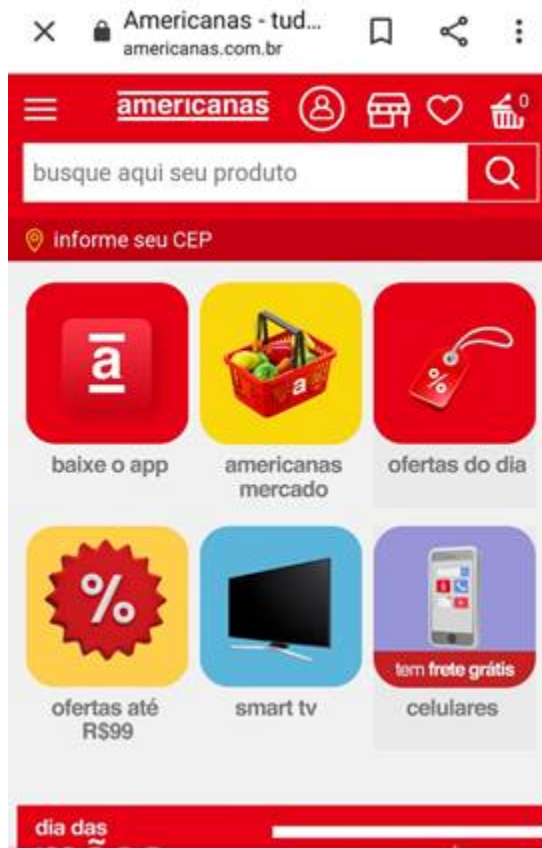 Americanas - tud...
americanas.com.br
americanas
0
busque aqui seu produto
informe seu CEP
a
a
%
baixe o app
americanas
mercado
ofertas do dia
%
tem frete grátis
ofertas até
R$99
smart tv
celulares
dia das